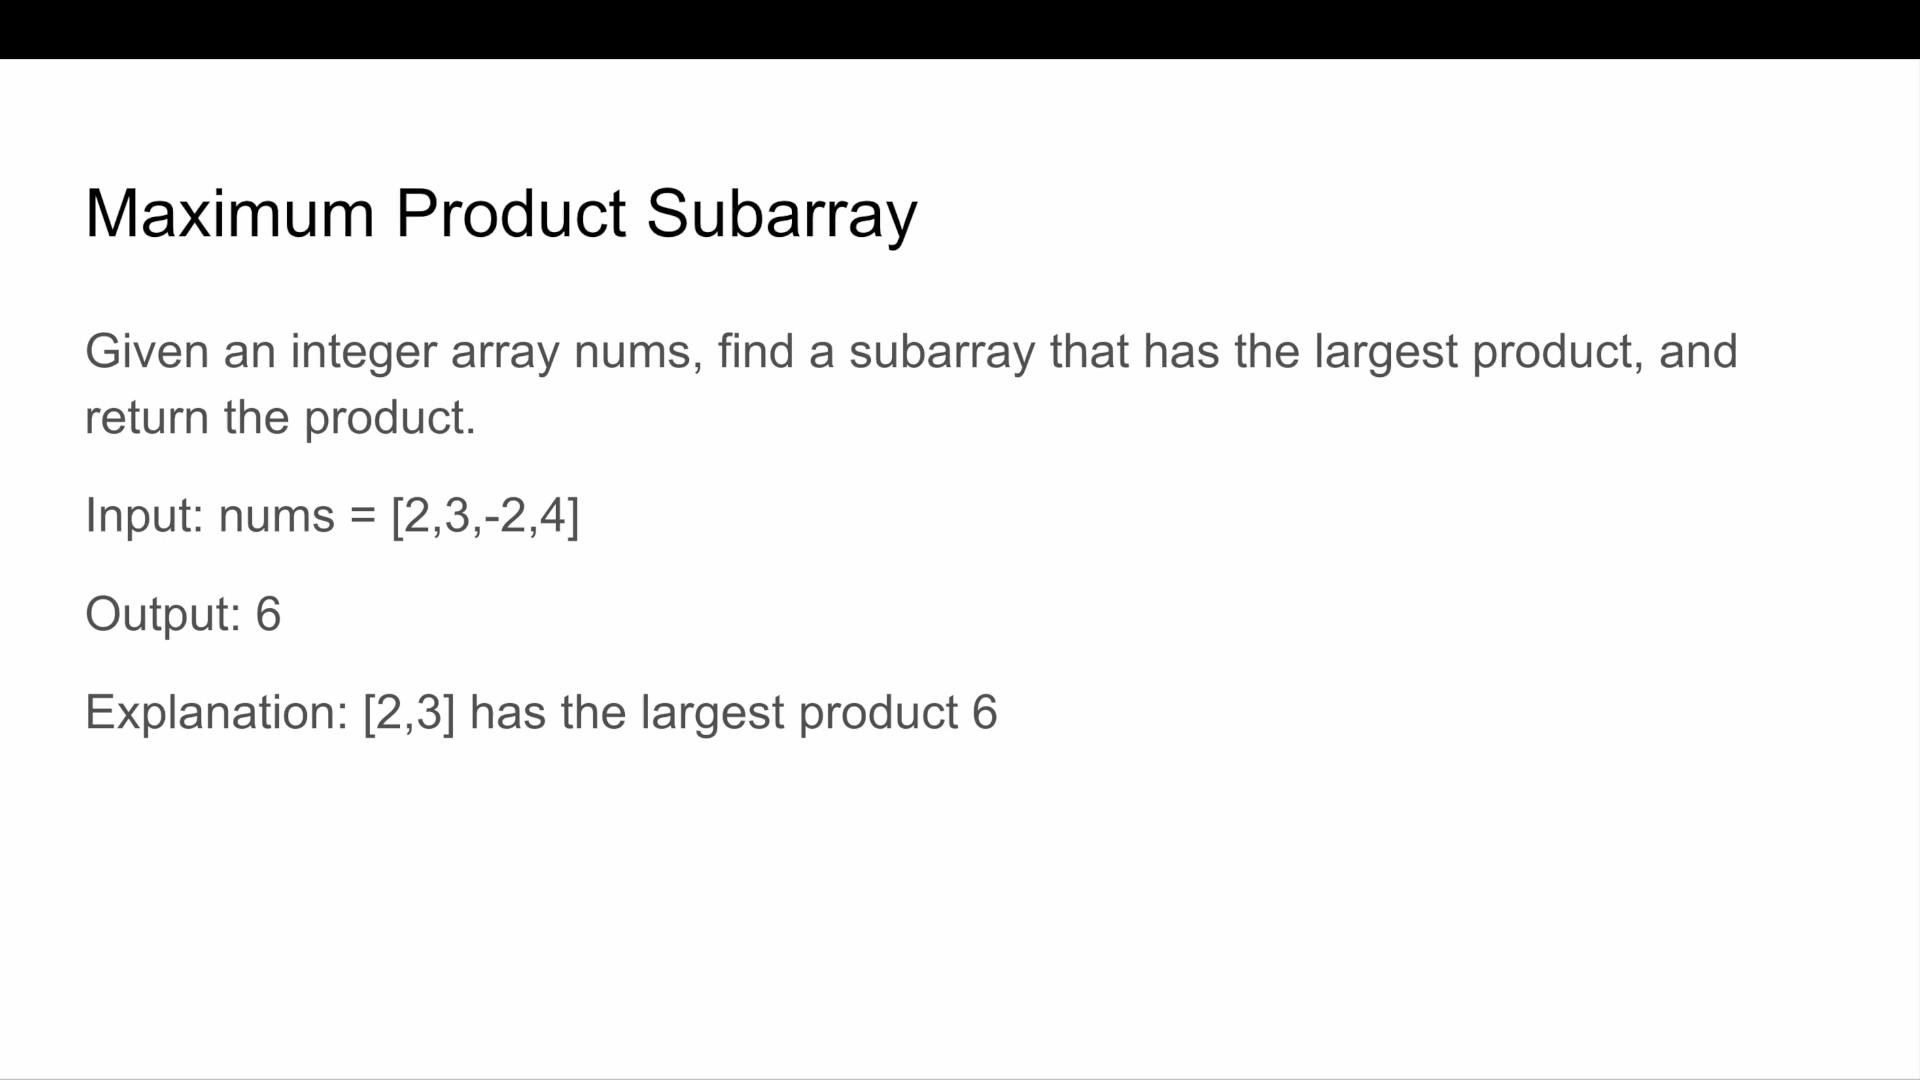 Maximum Product Subarray
Given an integer array nums, find a subarray that has the largest product, and
return the product.
Input: nums = [2,3,-2,4]
Output: 6
Explanation: [2,3] has the largest product 6